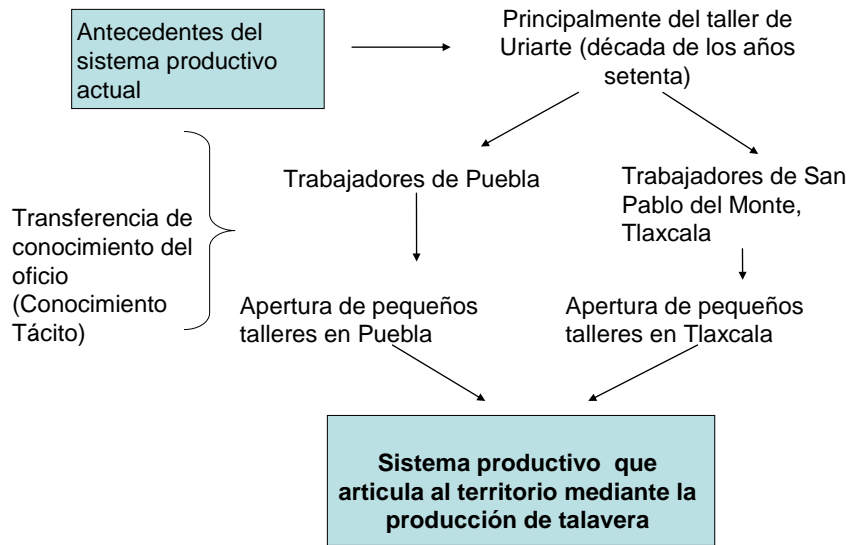 Antecedentes del
sistema productivo
actual
Principalmente del taller de
Uriarte (década de los años
setenta)
Trabajadores de Puebla
Trabajadores de San
Pablo del Monte,
Tlaxcala
Transferencia de
conocimiento del
oficio
(Conocimiento
Tácito)
Apertura de pequeños
talleres en Puebla
Apertura de pequeños
talleres en Tlaxcala
Sistema productivo que
articula al territorio mediante la
producción de talavera